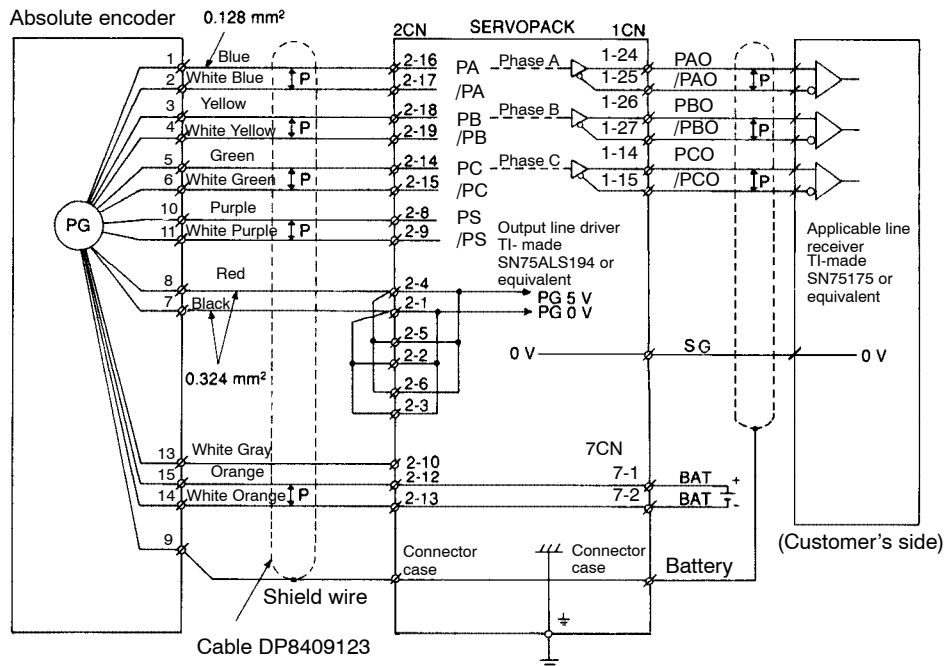 Absolute encoder
0.128 mm²
2CN SERVOPACK 1CN
1 Blue 2-16 PA Phase A 1-24 PAO
2 White Blue P 2-17 /PA 1-25 /PAO P
3 Yellow 2-18 PB Phase B 1-26 PBO
4 White Yellow P 2-19 /PB 1-27 /PBO P
5 Green 2-14 PC Phase C 1-14 PCO
6 White Green P 2-15 /PC 1-15 /PCO P
10 Purple 2-8 PS
11 White Purple P 2-9 /PS
PG
Output line driver
TI- made
SN75ALS194 or
equivalent
Applicable line
receiver
TI-made
SN75175 or
equivalent
8 Red 2-4 PG 5 V
7 Black 2-1 PG 0 V
2-5
0 V SG 0 V
2-2
0.324 mm²
2-6
2-3
7CN
13 White Gray 2-10
15 Orange 2-12 7-1 BAT +
14 White Orange P 2-13 7-2 BAT -
(Customer's side)
9
Connector
case
Connector
case
Battery
Shield wire
Cable DP8409123